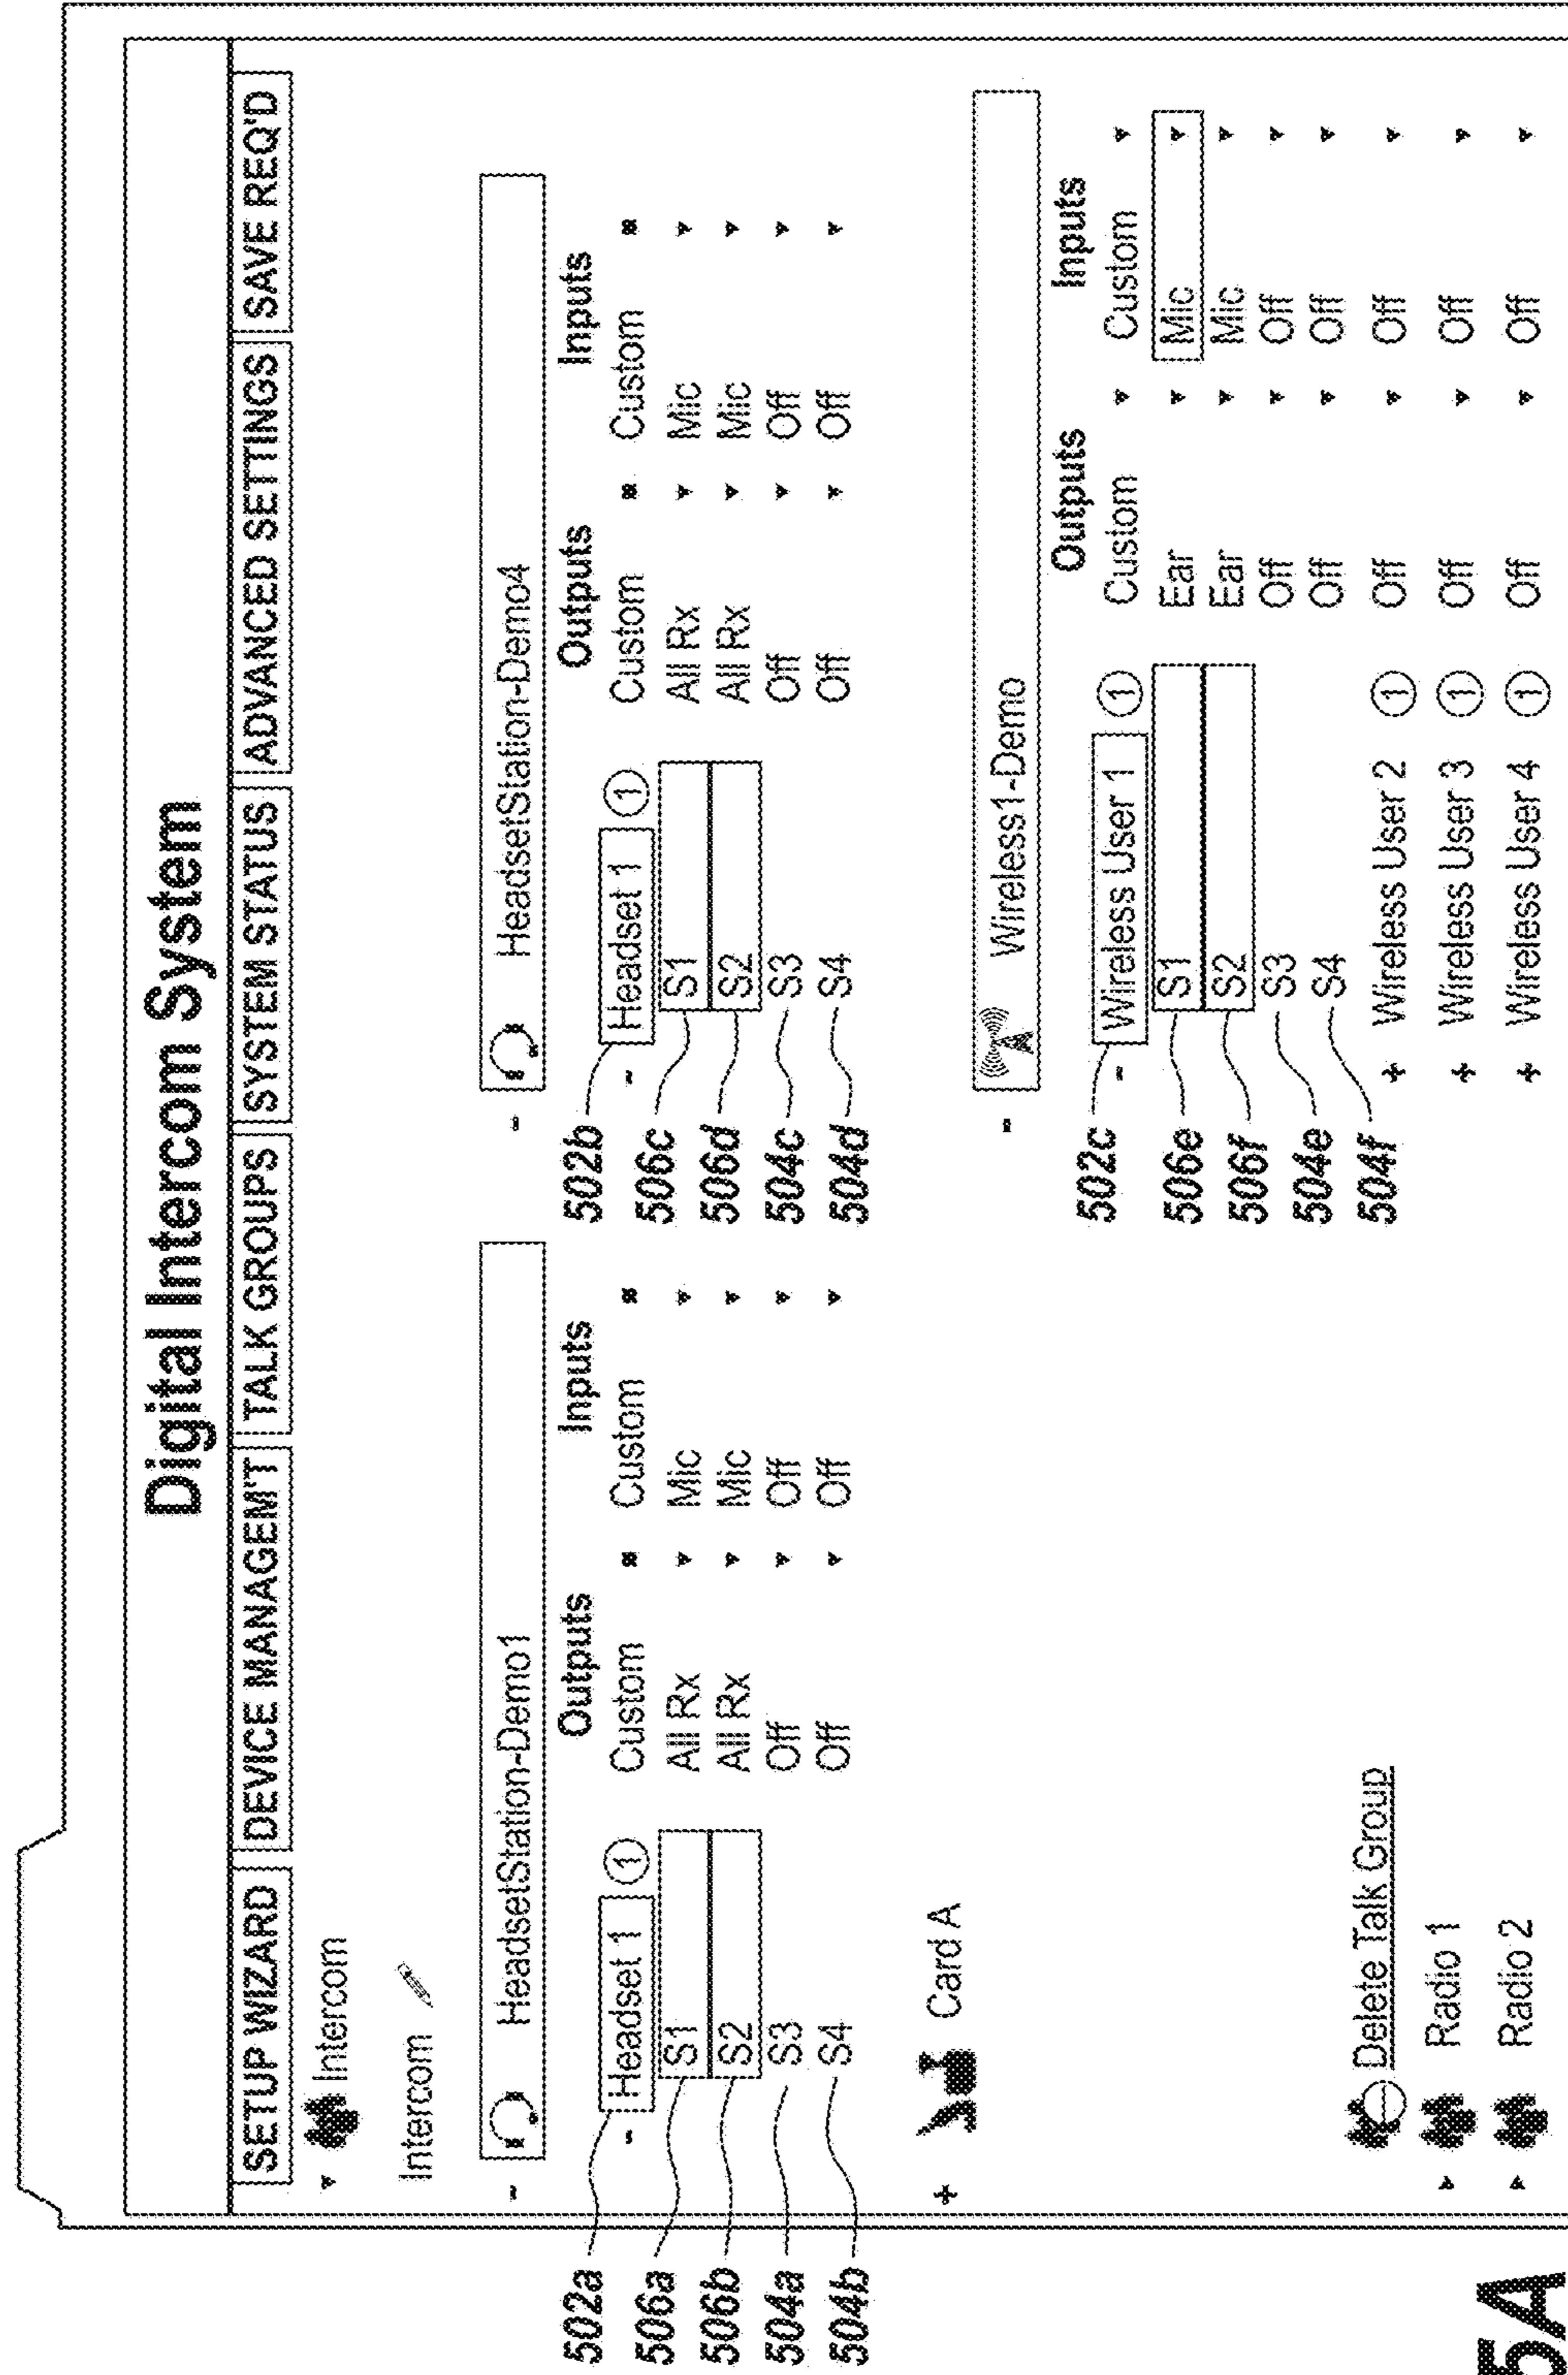 Digital Intercom System
SETUP WIZARD DEVICE MANAGEM'T TALK GROUPS SYSTEM STATUS ADVANCED SETTINGS SAVE REQ'D
Intercom
Intercom
HeadsetStation-Demo1
Outputs Inputs
502a Headset 1 1 Custom Custom
506a S1 All Rx Mic
506b S2 All Rx Mic
504a S3 Off Off
504b S4 Off Off
Card A
HeadsetStation-Demo4
Outputs Inputs
502b Headset 1 1 Custom Custom
506c S1 All Rx Mic
506d S2 All Rx Mic
504c S3 Off Off
504d S4 Off Off
Wireless1-Demo
Outputs Inputs
502c Wireless User 1 1 Custom Custom
506e S1 Ear Mic
506f S2 Ear Mic
504e S3 Off Off
504f S4 Off Off
+ Wireless User 2 1 Off Off
+ Wireless User 3 1 Off Off
+ Wireless User 4 1 Off Off
Delete Talk Group
Radio 1
Radio 2
5A